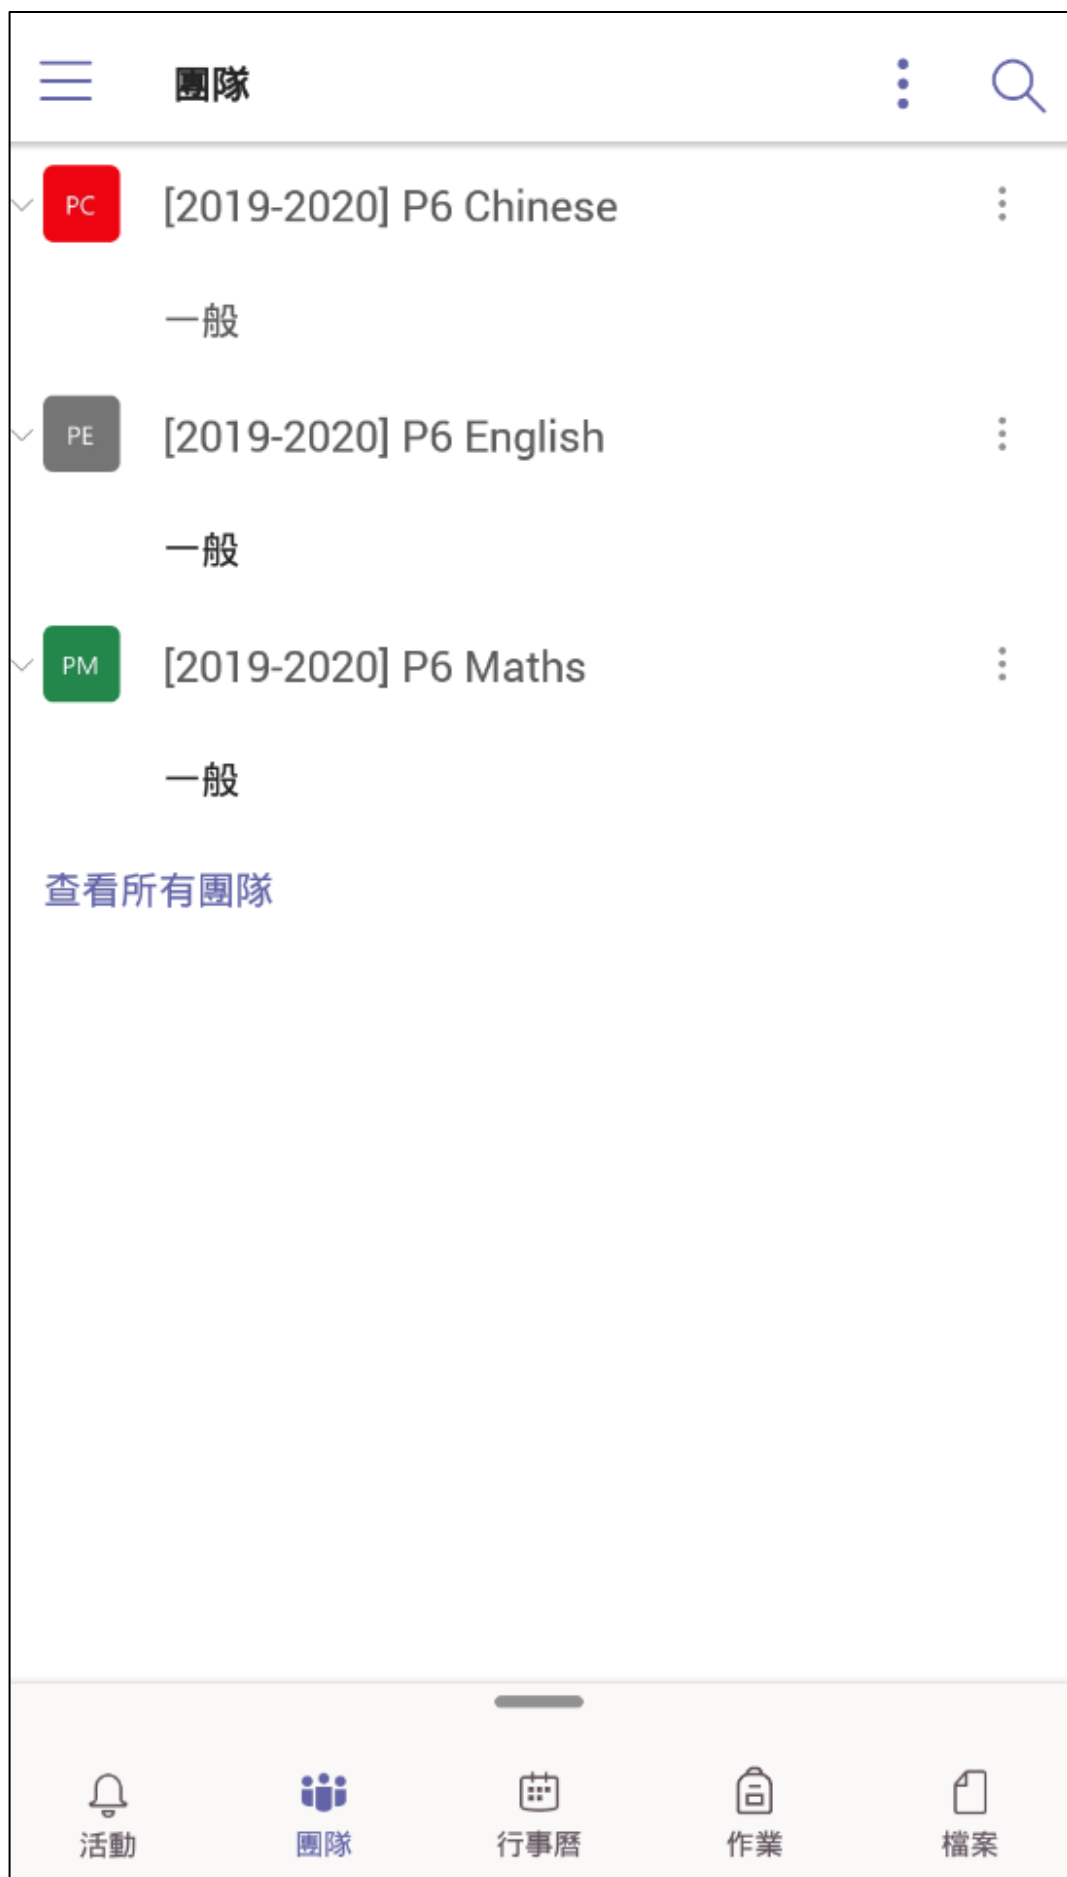 團隊
PC [2019-2020] P6 Chinese
一般
PE [2019-2020] P6 English
一般
PM [2019-2020] P6 Maths
一般
查看所有團隊
活動 團隊 行事曆 作業 檔案